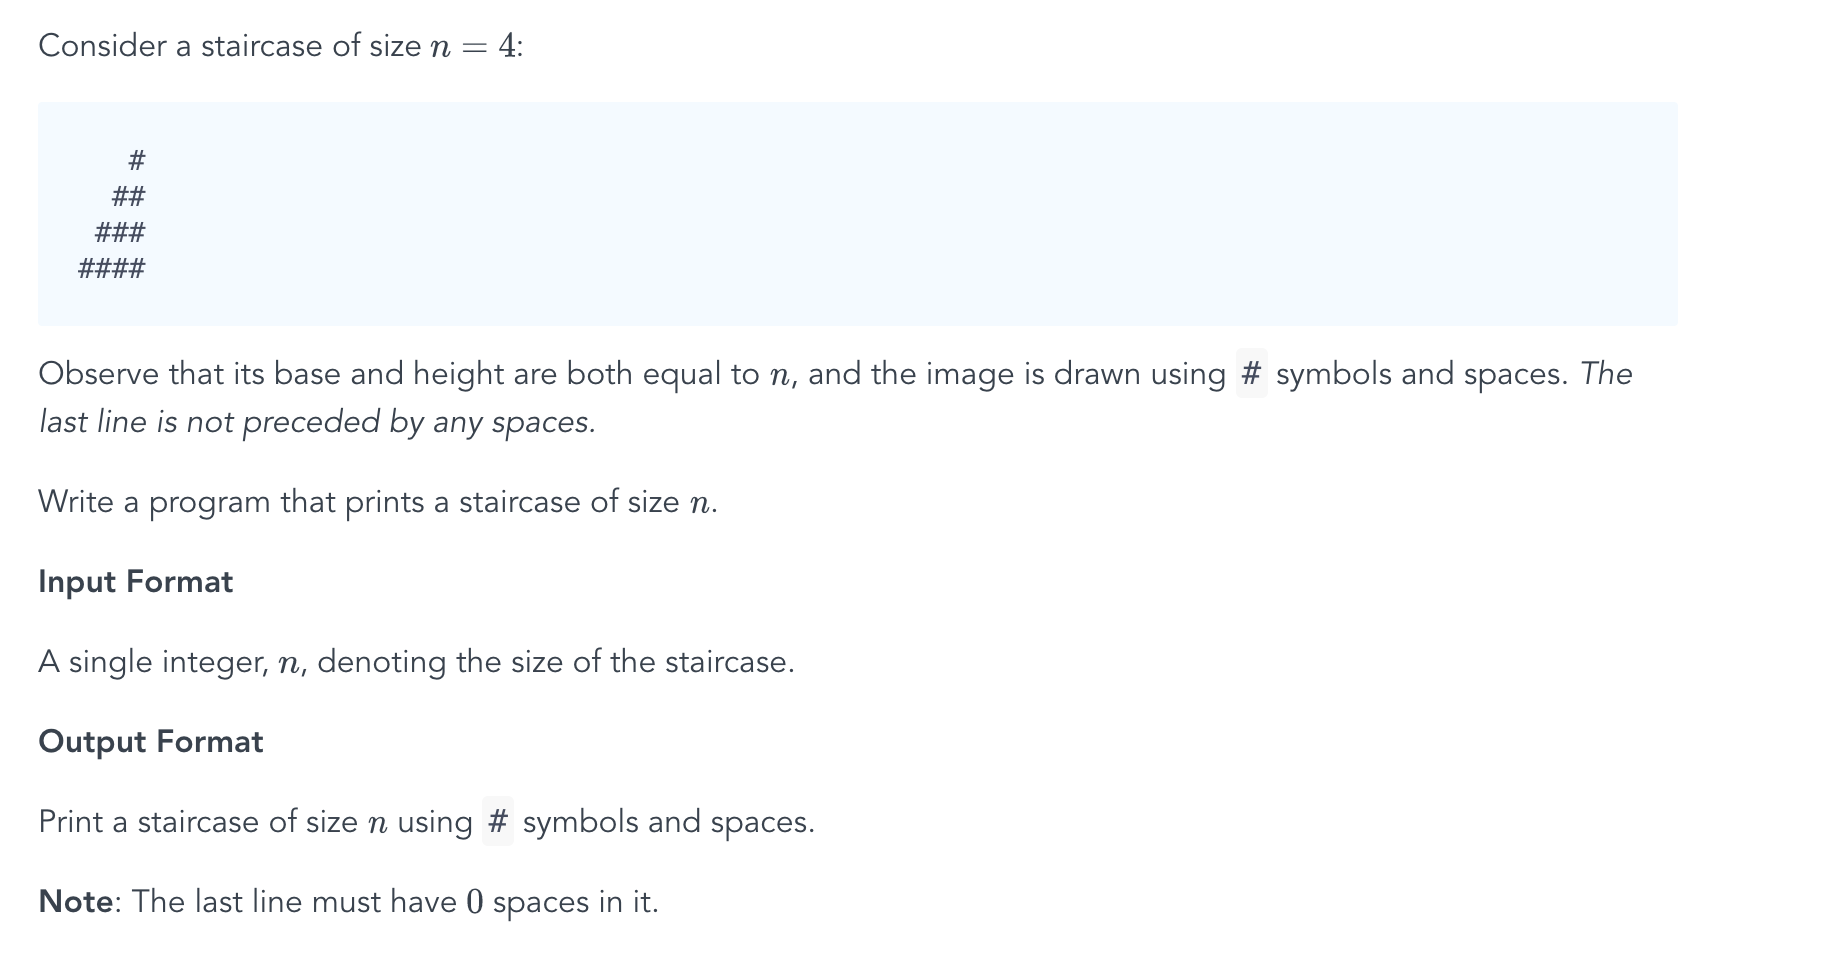 Consider a staircase of size n = 4:
   #
  ##
 ###
####
Observe that its base and height are both equal to n, and the image is drawn using # symbols and spaces. The
last line is not preceded by any spaces.
Write a program that prints a staircase of size n.
Input Format
A single integer, n, denoting the size of the staircase.
Output Format
Print a staircase of size n using # symbols and spaces.
Note: The last line must have 0 spaces in it.